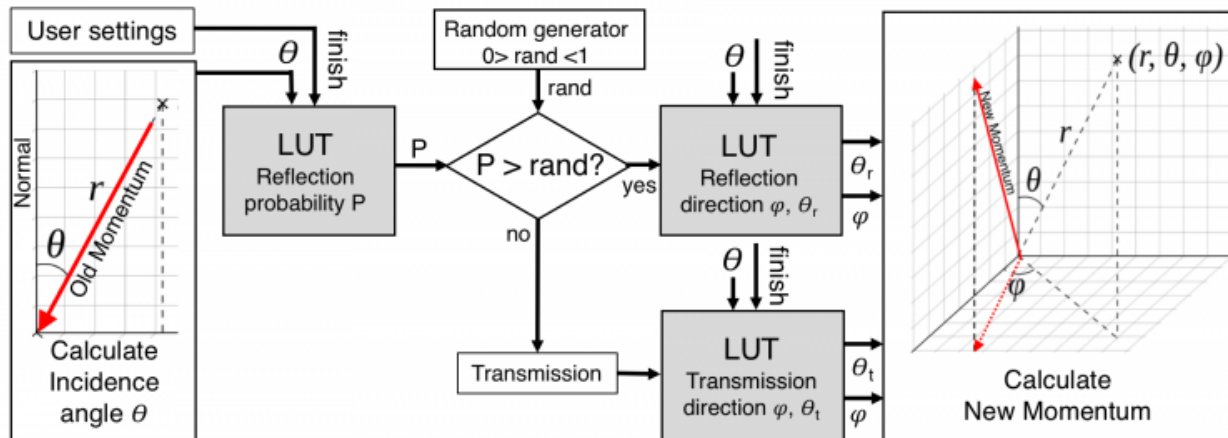 User settings
θ
finish
Normal
r
Old Momentum
θ
Calculate
Incidence
angle θ
LUT
Reflection
probability P
P
Random generator
0> rand <1
rand
P > rand?
yes
no
Transmission
θ
finish
LUT
Reflection
direction φ, θr
θr
φ
θ
finish
LUT
Transmission
direction φ, θt
θt
φ
(r, θ, φ)
New Momentum
r
θ
φ
Calculate
New Momentum